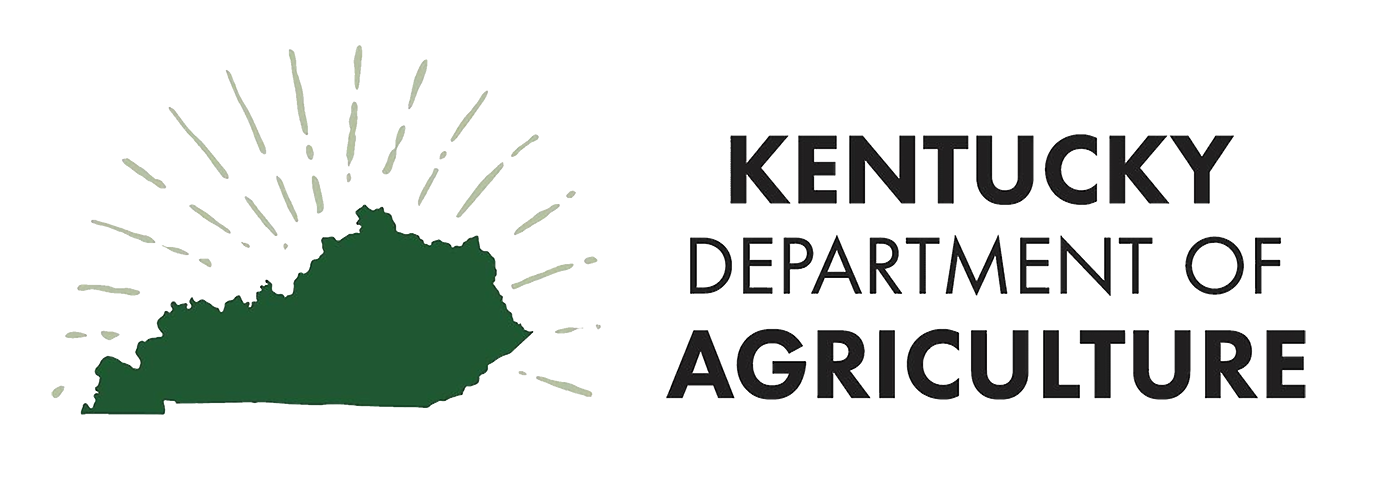 KENTUCKY
DEPARTMENT OF
AGRICULTURE